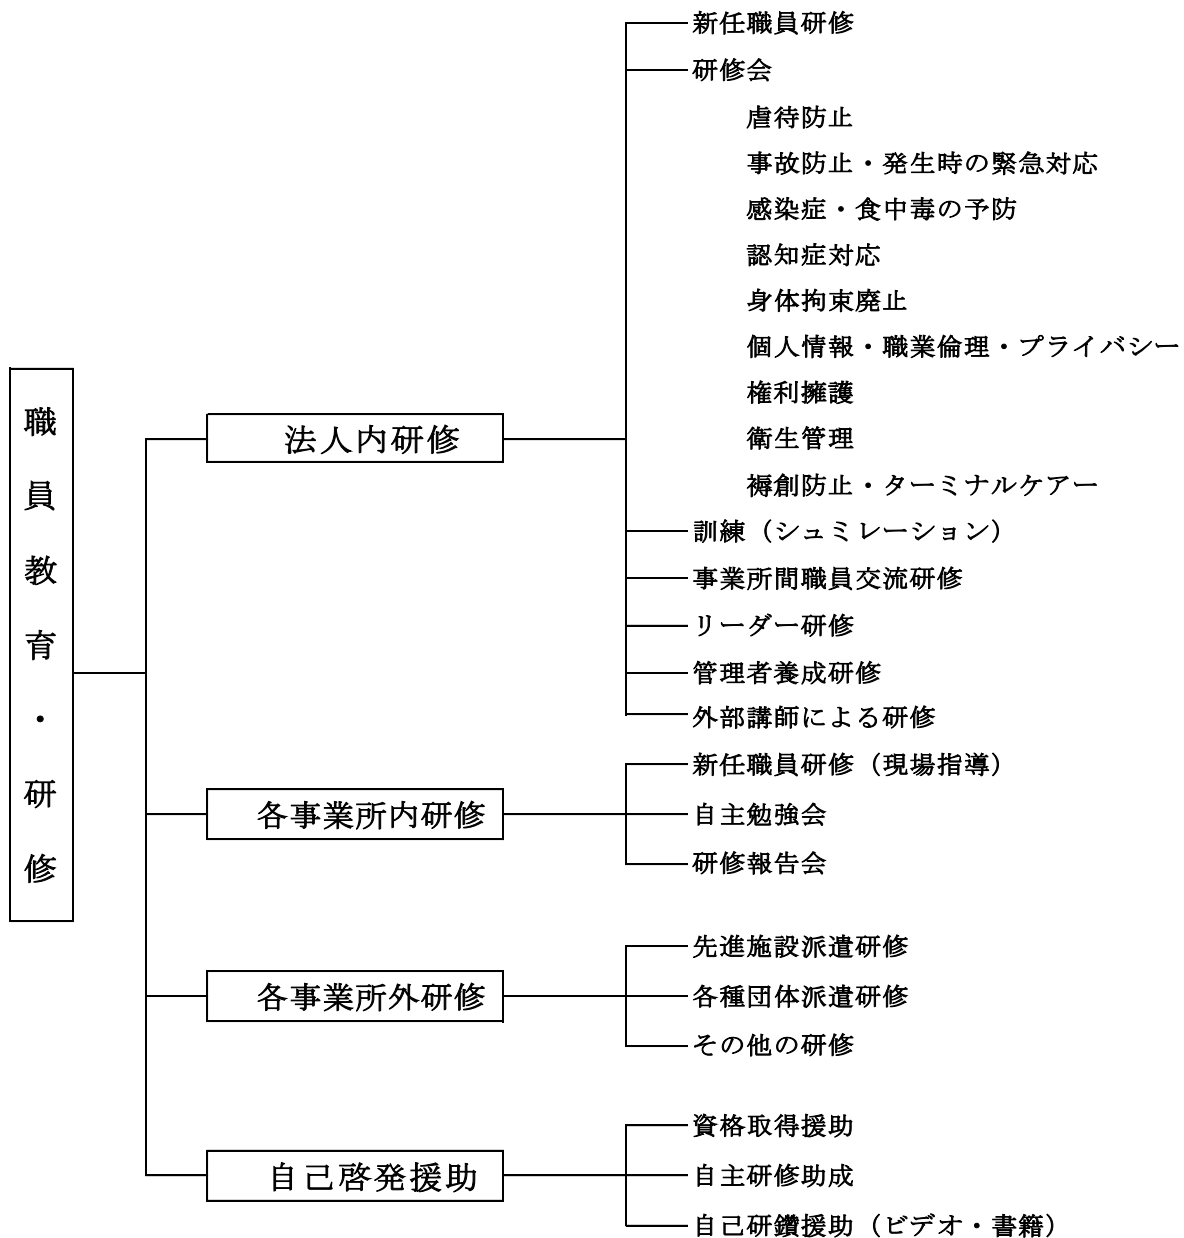 職員教育・研修
法人内研修
新任職員研修
研修会
虐待防止
事故防止・発生時の緊急対応
感染症・食中毒の予防
認知症対応
身体拘束廃止
個人情報・職業倫理・プライバシー
権利擁護
衛生管理
褥創防止・ターミナルケアー
訓練（シュミレーション）
事業所間職員交流研修
リーダー研修
管理者養成研修
外部講師による研修
各事業所内研修
新任職員研修（現場指導）
自主勉強会
研修報告会
各事業所外研修
先進施設派遣研修
各種団体派遣研修
その他の研修
自己啓発援助
資格取得援助
自主研修助成
自己研鑽援助（ビデオ・書籍）